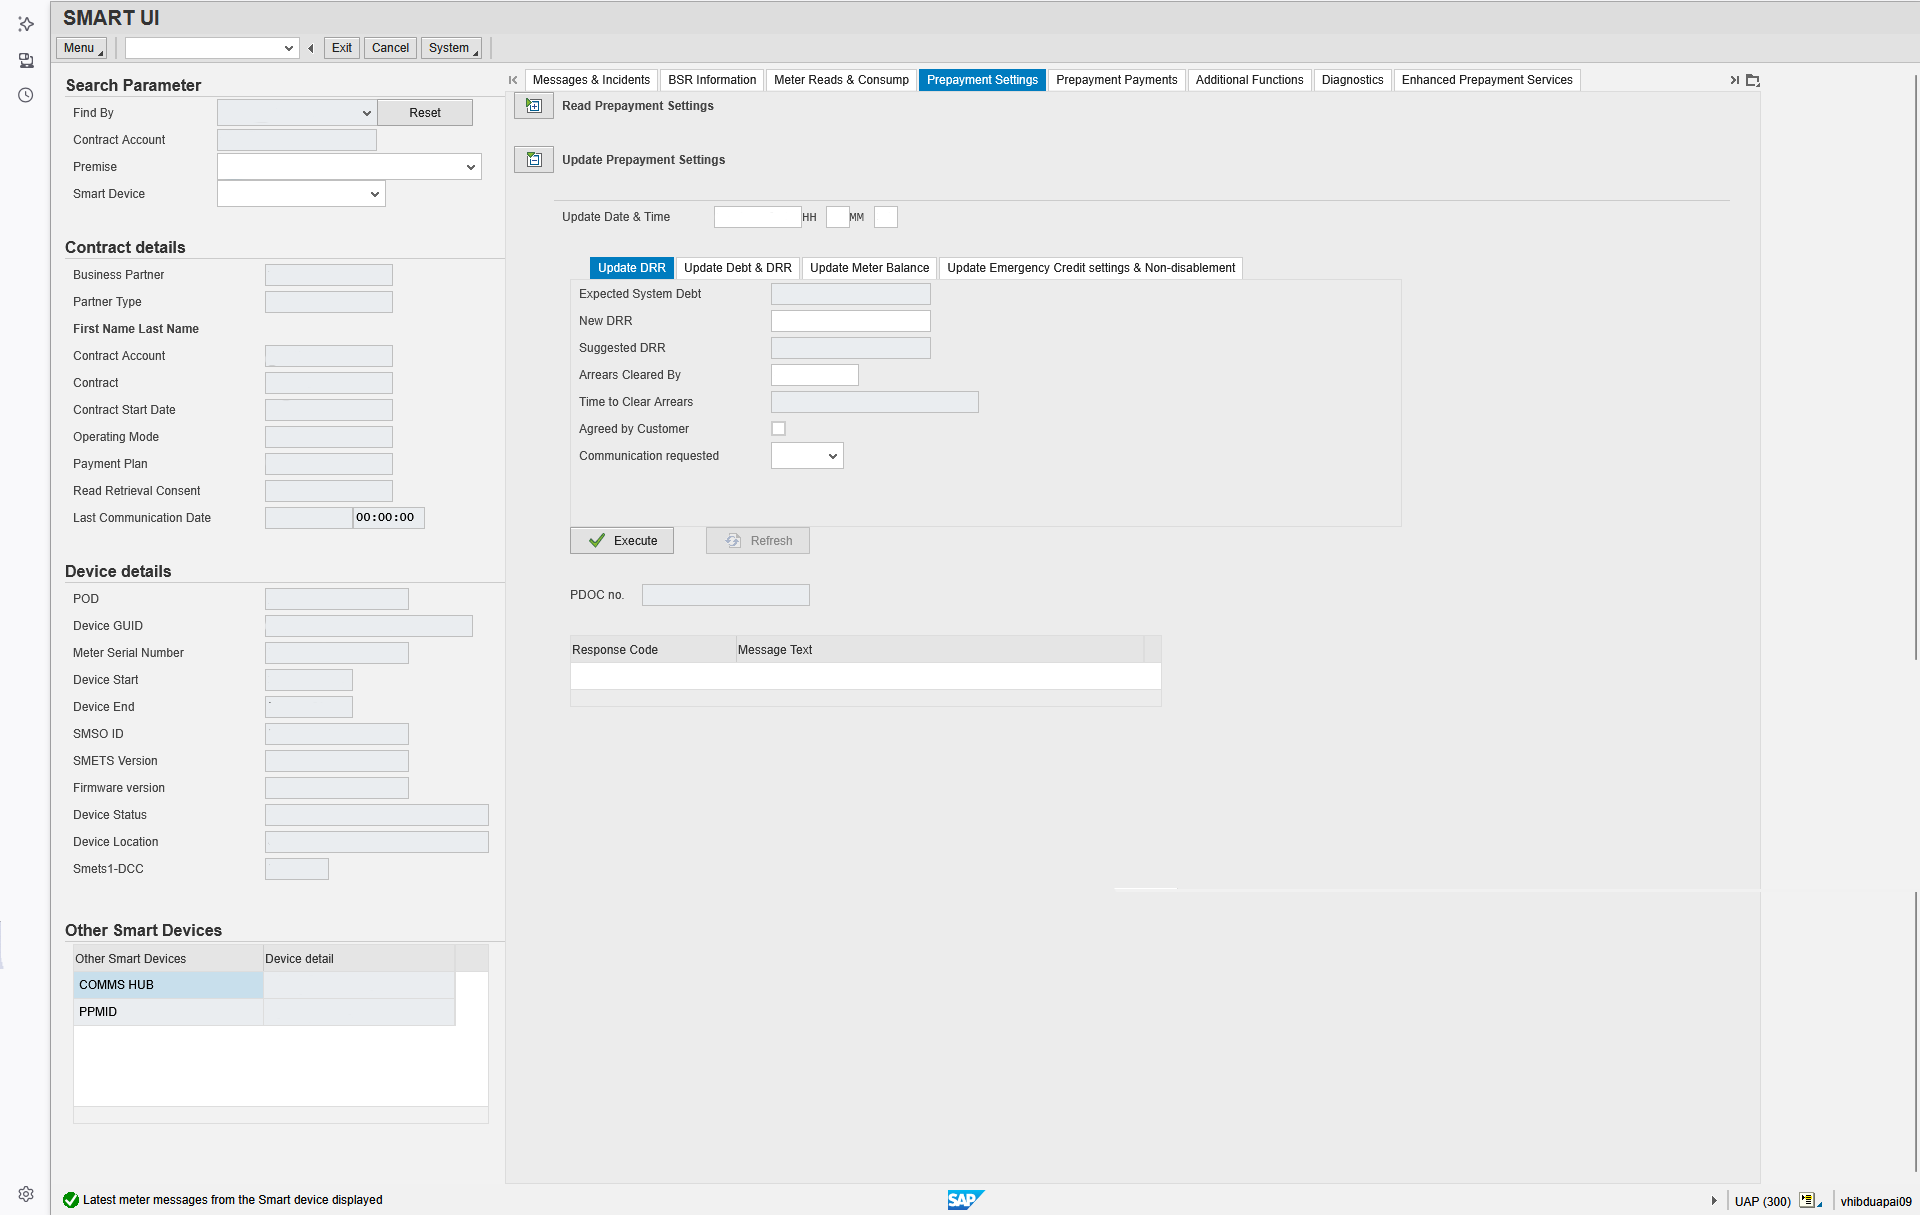 SMART UI
Menu Exit Cancel System
Search Parameter
Find By Reset
Contract Account
Premise
Smart Device
Contract details
Business Partner
Partner Type
First Name Last Name
Contract Account
Contract
Contract Start Date
Operating Mode
Payment Plan
Read Retrieval Consent
Last Communication Date 00:00:00
Device details
POD
Device GUID
Meter Serial Number
Device Start
Device End
SMSO ID
SMETS Version
Firmware version
Device Status
Device Location
Smets1-DCC
Other Smart Devices
Other Smart Devices Device detail
COMMS HUB
PPMID
Messages & Incidents BSR Information Meter Reads & Consump Prepayment Settings Prepayment Payments Additional Functions Diagnostics Enhanced Prepayment Services
Read Prepayment Settings
Update Prepayment Settings
Update Date & Time HH MM
Update DRR Update Debt & DRR Update Meter Balance Update Emergency Credit settings & Non-disablement
Expected System Debt
New DRR
Suggested DRR
Arrears Cleared By
Time to Clear Arrears
Agreed by Customer
Communication requested
Execute Refresh
PDOC no.
Response Code Message Text
Latest meter messages from the Smart device displayed SAP UAP (300) vhibduapai09